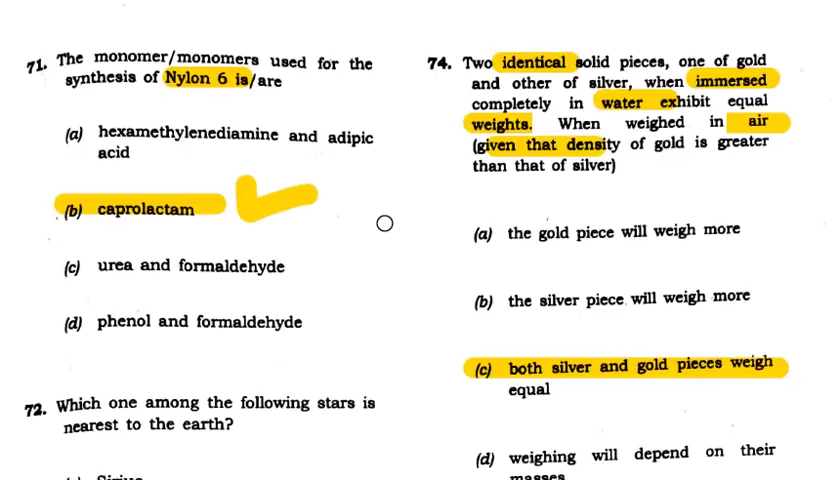 71. The monomer/monomers used for the
synthesis of Nylon 6 is/are
(a) hexamethylenediamine and adipic
acid
(b) caprolactam
(c) urea and formaldehyde
(d) phenol and formaldehyde
72. Which one among the following stars is
nearest to the earth?
74. Two identical solid pieces, one of gold
and other of silver, when immersed
completely in water exhibit equal
weights. When weighed in air
(given that density of gold is greater
than that of silver)
(a) the gold piece will weigh more
(b) the silver piece will weigh more
(c) both silver and gold pieces weigh
equal
(d) weighing will depend on their